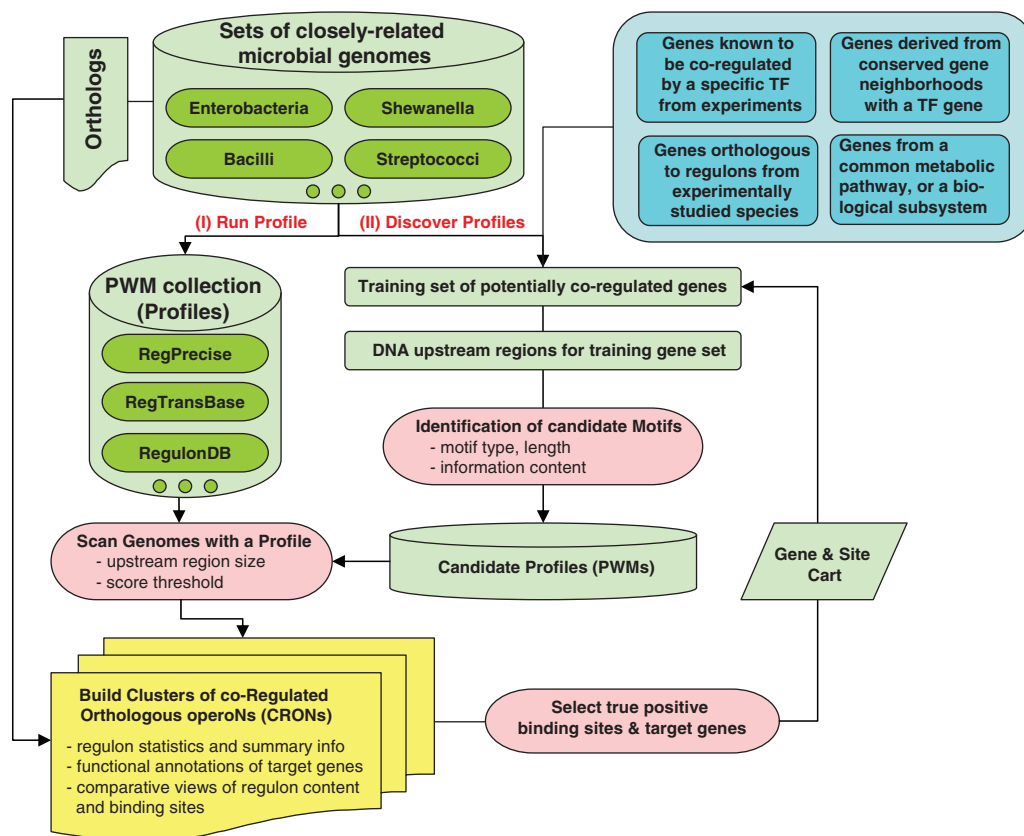 Orthologs
Sets of closely-related
microbial genomes
Enterobacteria
Shewanella
Bacilli
Streptococci
Genes known to
be co-regulated
by a specific TF
from experiments
Genes derived from
conserved gene
neighborhoods
with a TF gene
Genes orthologous
to regulons from
experimentally
studied species
Genes from a
common metabolic
pathway, or a bio-
logical subsystem
(I) Run Profile
(II) Discover Profiles
PWM collection
(Profiles)
RegPrecise
RegTransBase
RegulonDB
Training set of potentially co-regulated genes
DNA upstream regions for training gene set
Identification of candidate Motifs
- motif type, length
- information content
Scan Genomes with a Profile
- upstream region size
- score threshold
Candidate Profiles (PWMs)
Gene & Site
Cart
Build Clusters of co-Regulated
Orthologous operoNs (CRONs)
- regulon statistics and summary info
- functional annotations of target genes
- comparative views of regulon content
and binding sites
Select true positive
binding sites & target genes